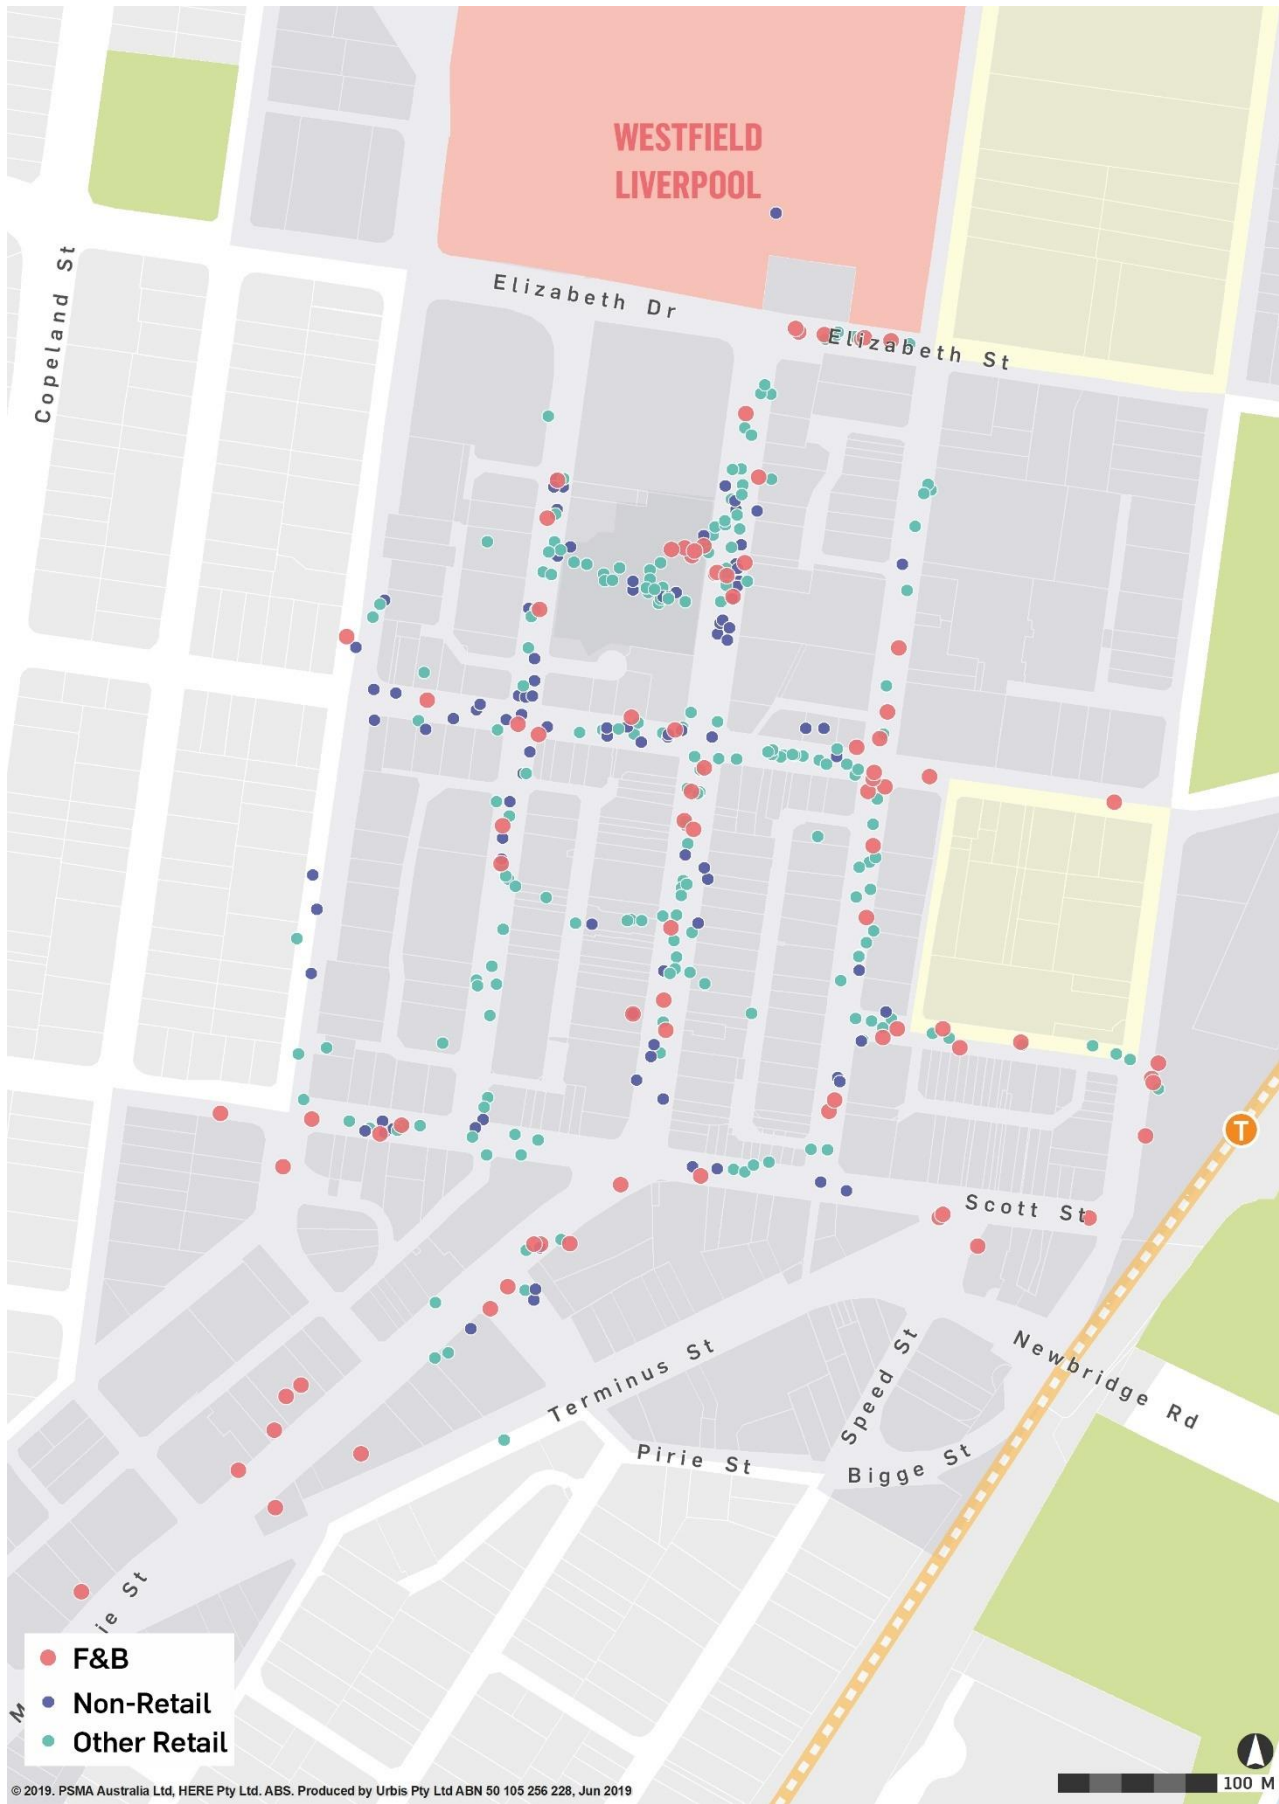 WESTFIELD
LIVERPOOL
Copeland St
Elizabeth Dr
Elizabeth St
T
Scott St
Newbridge Rd
Speed St
Terminus St
Pirie St
Bigge St
F&B
Non-Retail
Other Retail
© 2019. PSMA Australia Ltd, HERE Pty Ltd. ABS. Produced by Urbis Pty Ltd ABN 50 105 256 228, Jun 2019
100 M